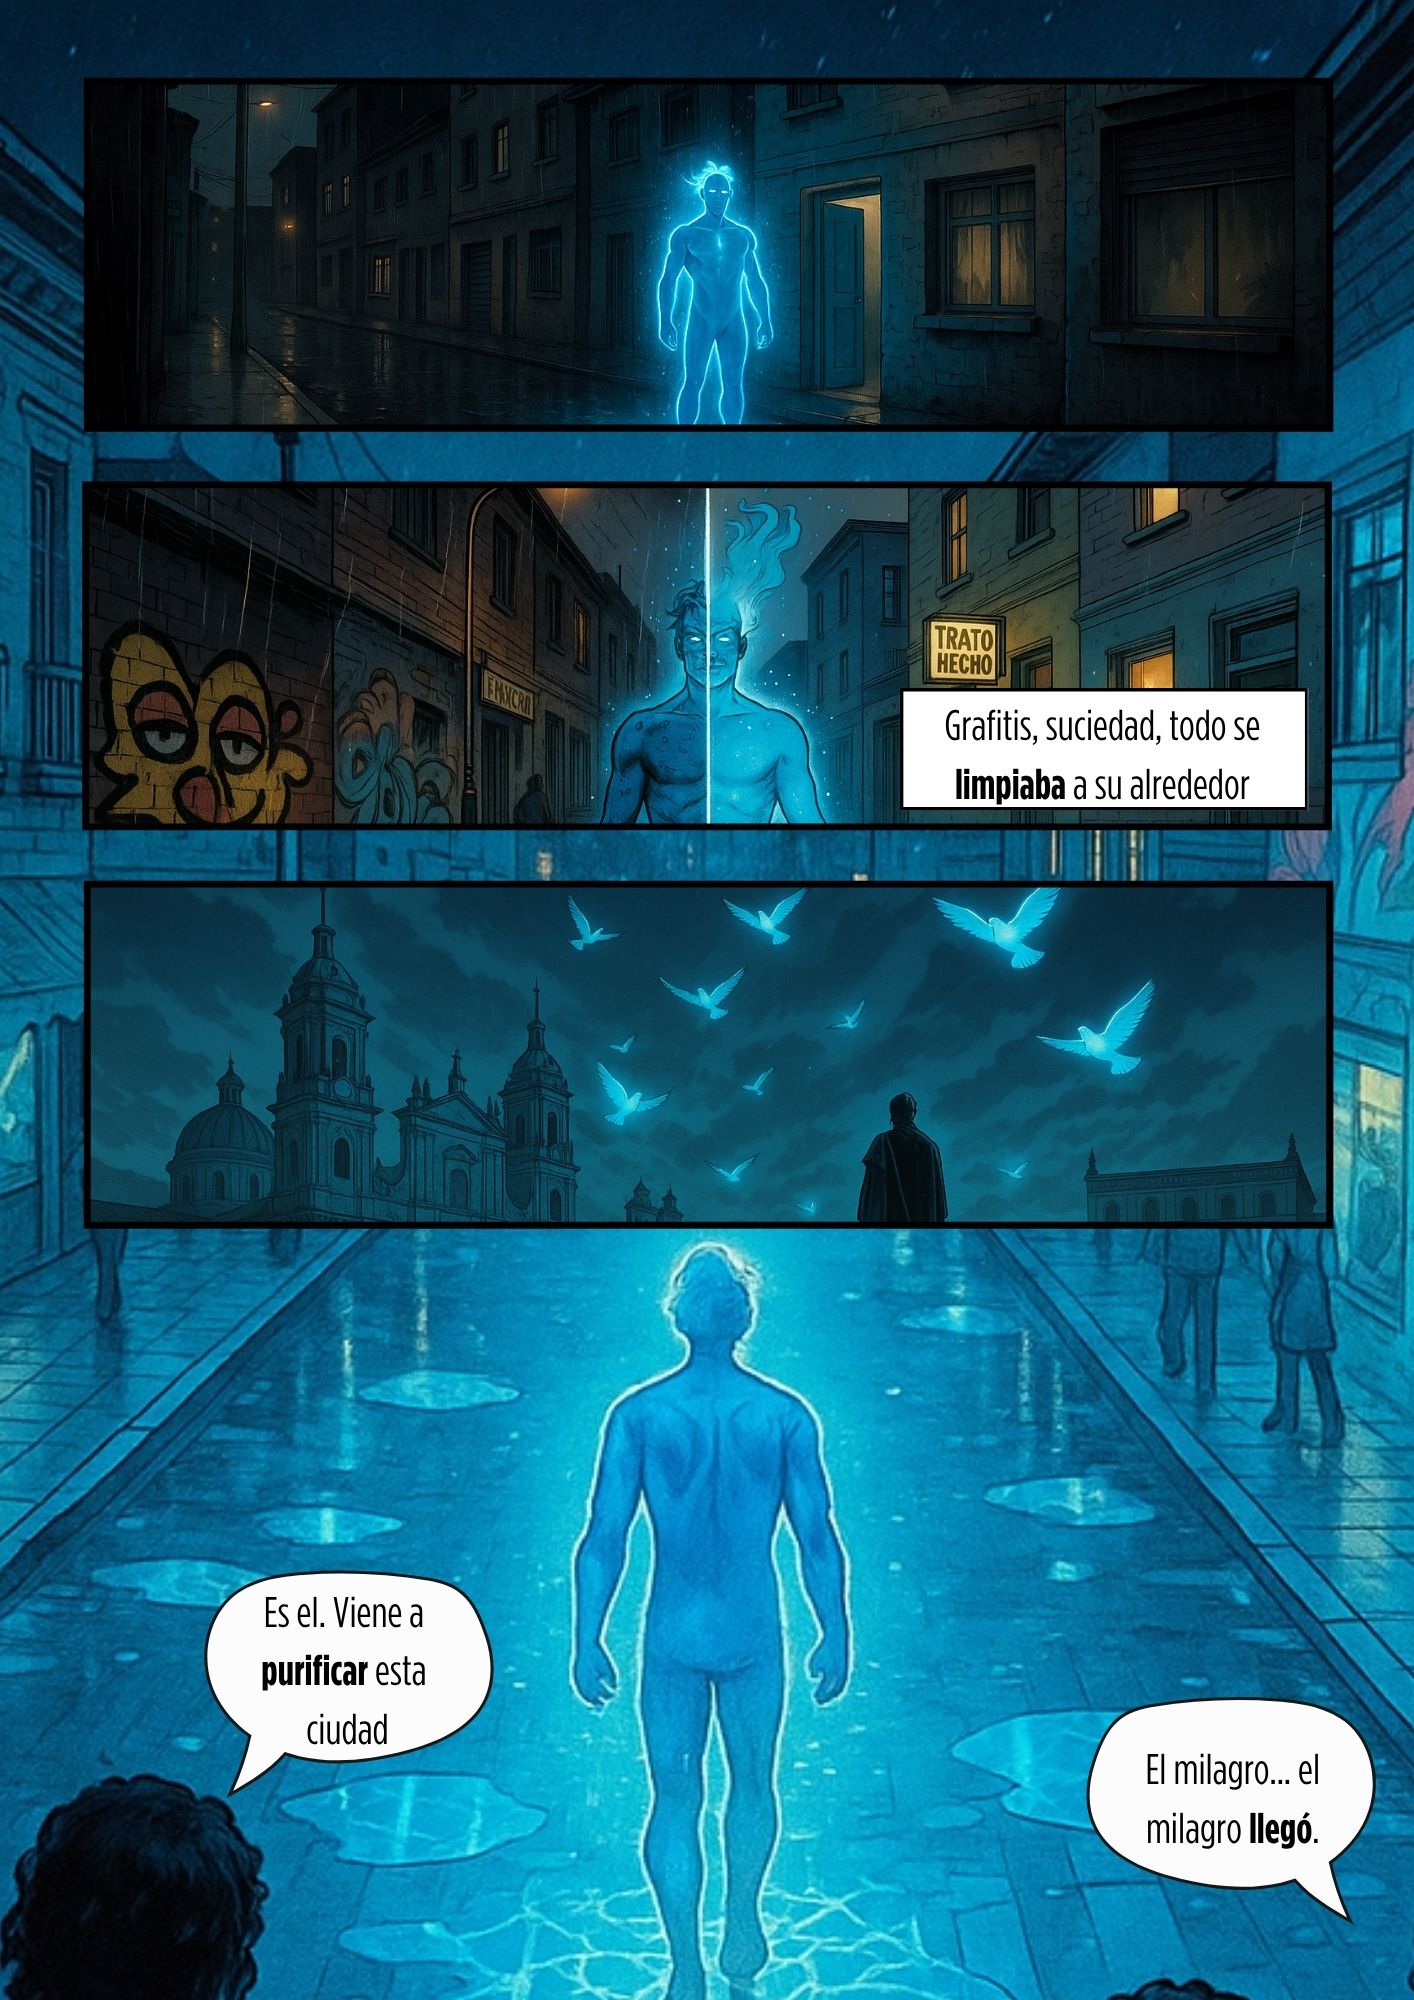 TRATO
HECHO
Grafitis, suciedad, todo se
limpiaba a su alrededor
Es el. Viene a
purificar esta
ciudad
El milagro... el
milagro llegó.